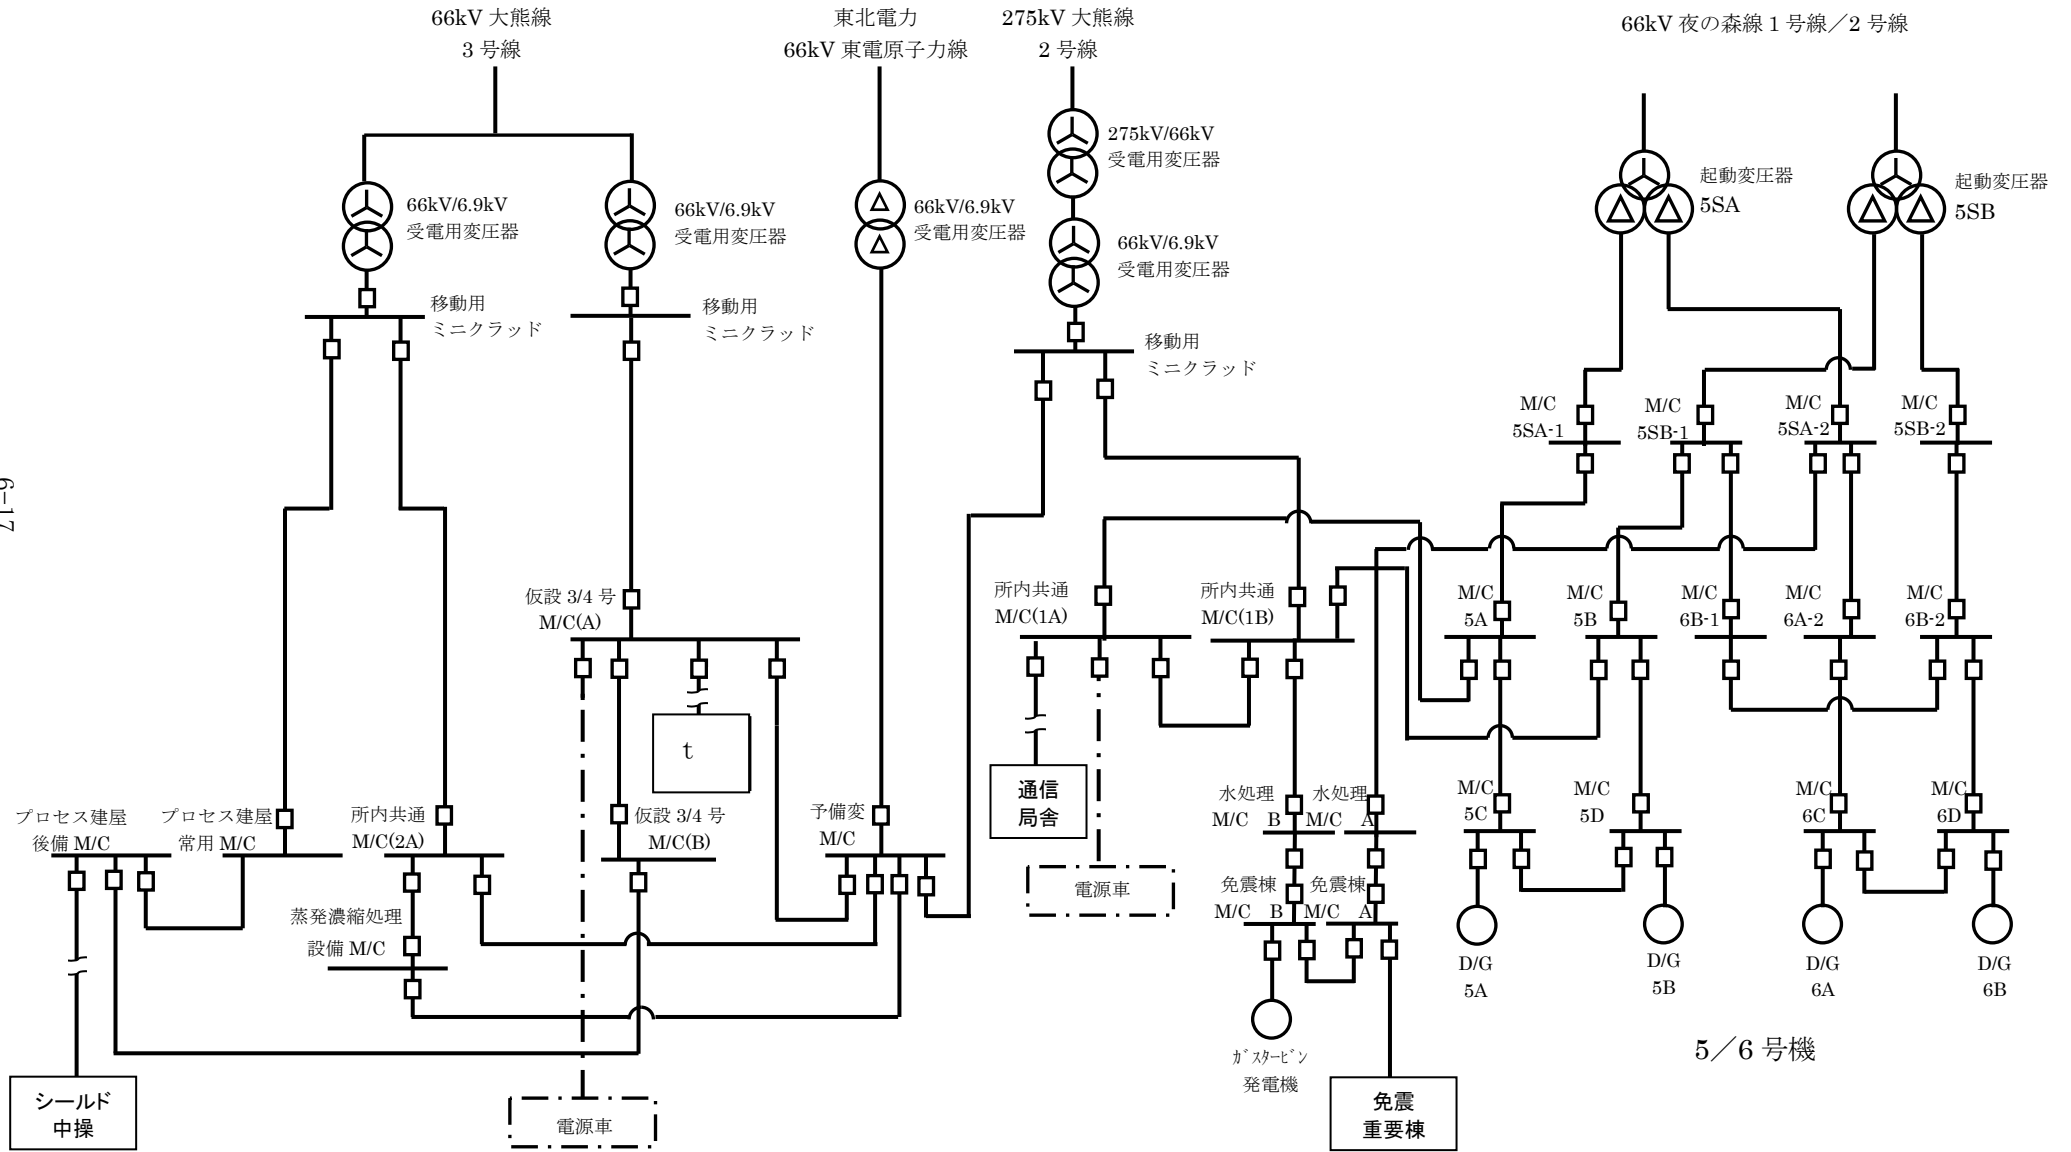 66kV 大熊線
3 号線
東北電力
66kV 東電原子力線
275kV 大熊線
2 号線
66kV 夜の森線 1 号線／2 号線
275kV/66kV
受電用変圧器
66kV/6.9kV
受電用変圧器
66kV/6.9kV
受電用変圧器
66kV/6.9kV
受電用変圧器
66kV/6.9kV
受電用変圧器
起動変圧器
5SA
起動変圧器
5SB
移動用
ミニクラッド
移動用
ミニクラッド
移動用
ミニクラッド
M/C
5SA-1
M/C
5SB-1
M/C
5SA-2
M/C
5SB-2
6-17
仮設 3/4 号
M/C(A)
所内共通
M/C(1A)
所内共通
M/C(1B)
M/C
5A
M/C
5B
M/C
6B-1
M/C
6A-2
M/C
6B-2
t
通信
局舎
プロセス建屋
後備 M/C
プロセス建屋
常用 M/C
所内共通
M/C(2A)
仮設 3/4 号
M/C(B)
予備変
M/C
水処理
M/C B
水処理
M/C A
M/C
5C
M/C
5D
M/C
6C
M/C
6D
電源車
免震棟
M/C B
免震棟
M/C A
蒸発濃縮処理
設備 M/C
D/G
5A
D/G
5B
D/G
6A
D/G
6B
ｶﾞｽﾀｰﾋﾞﾝ
発電機
5／6 号機
シールド
中操
電源車
免震
重要棟